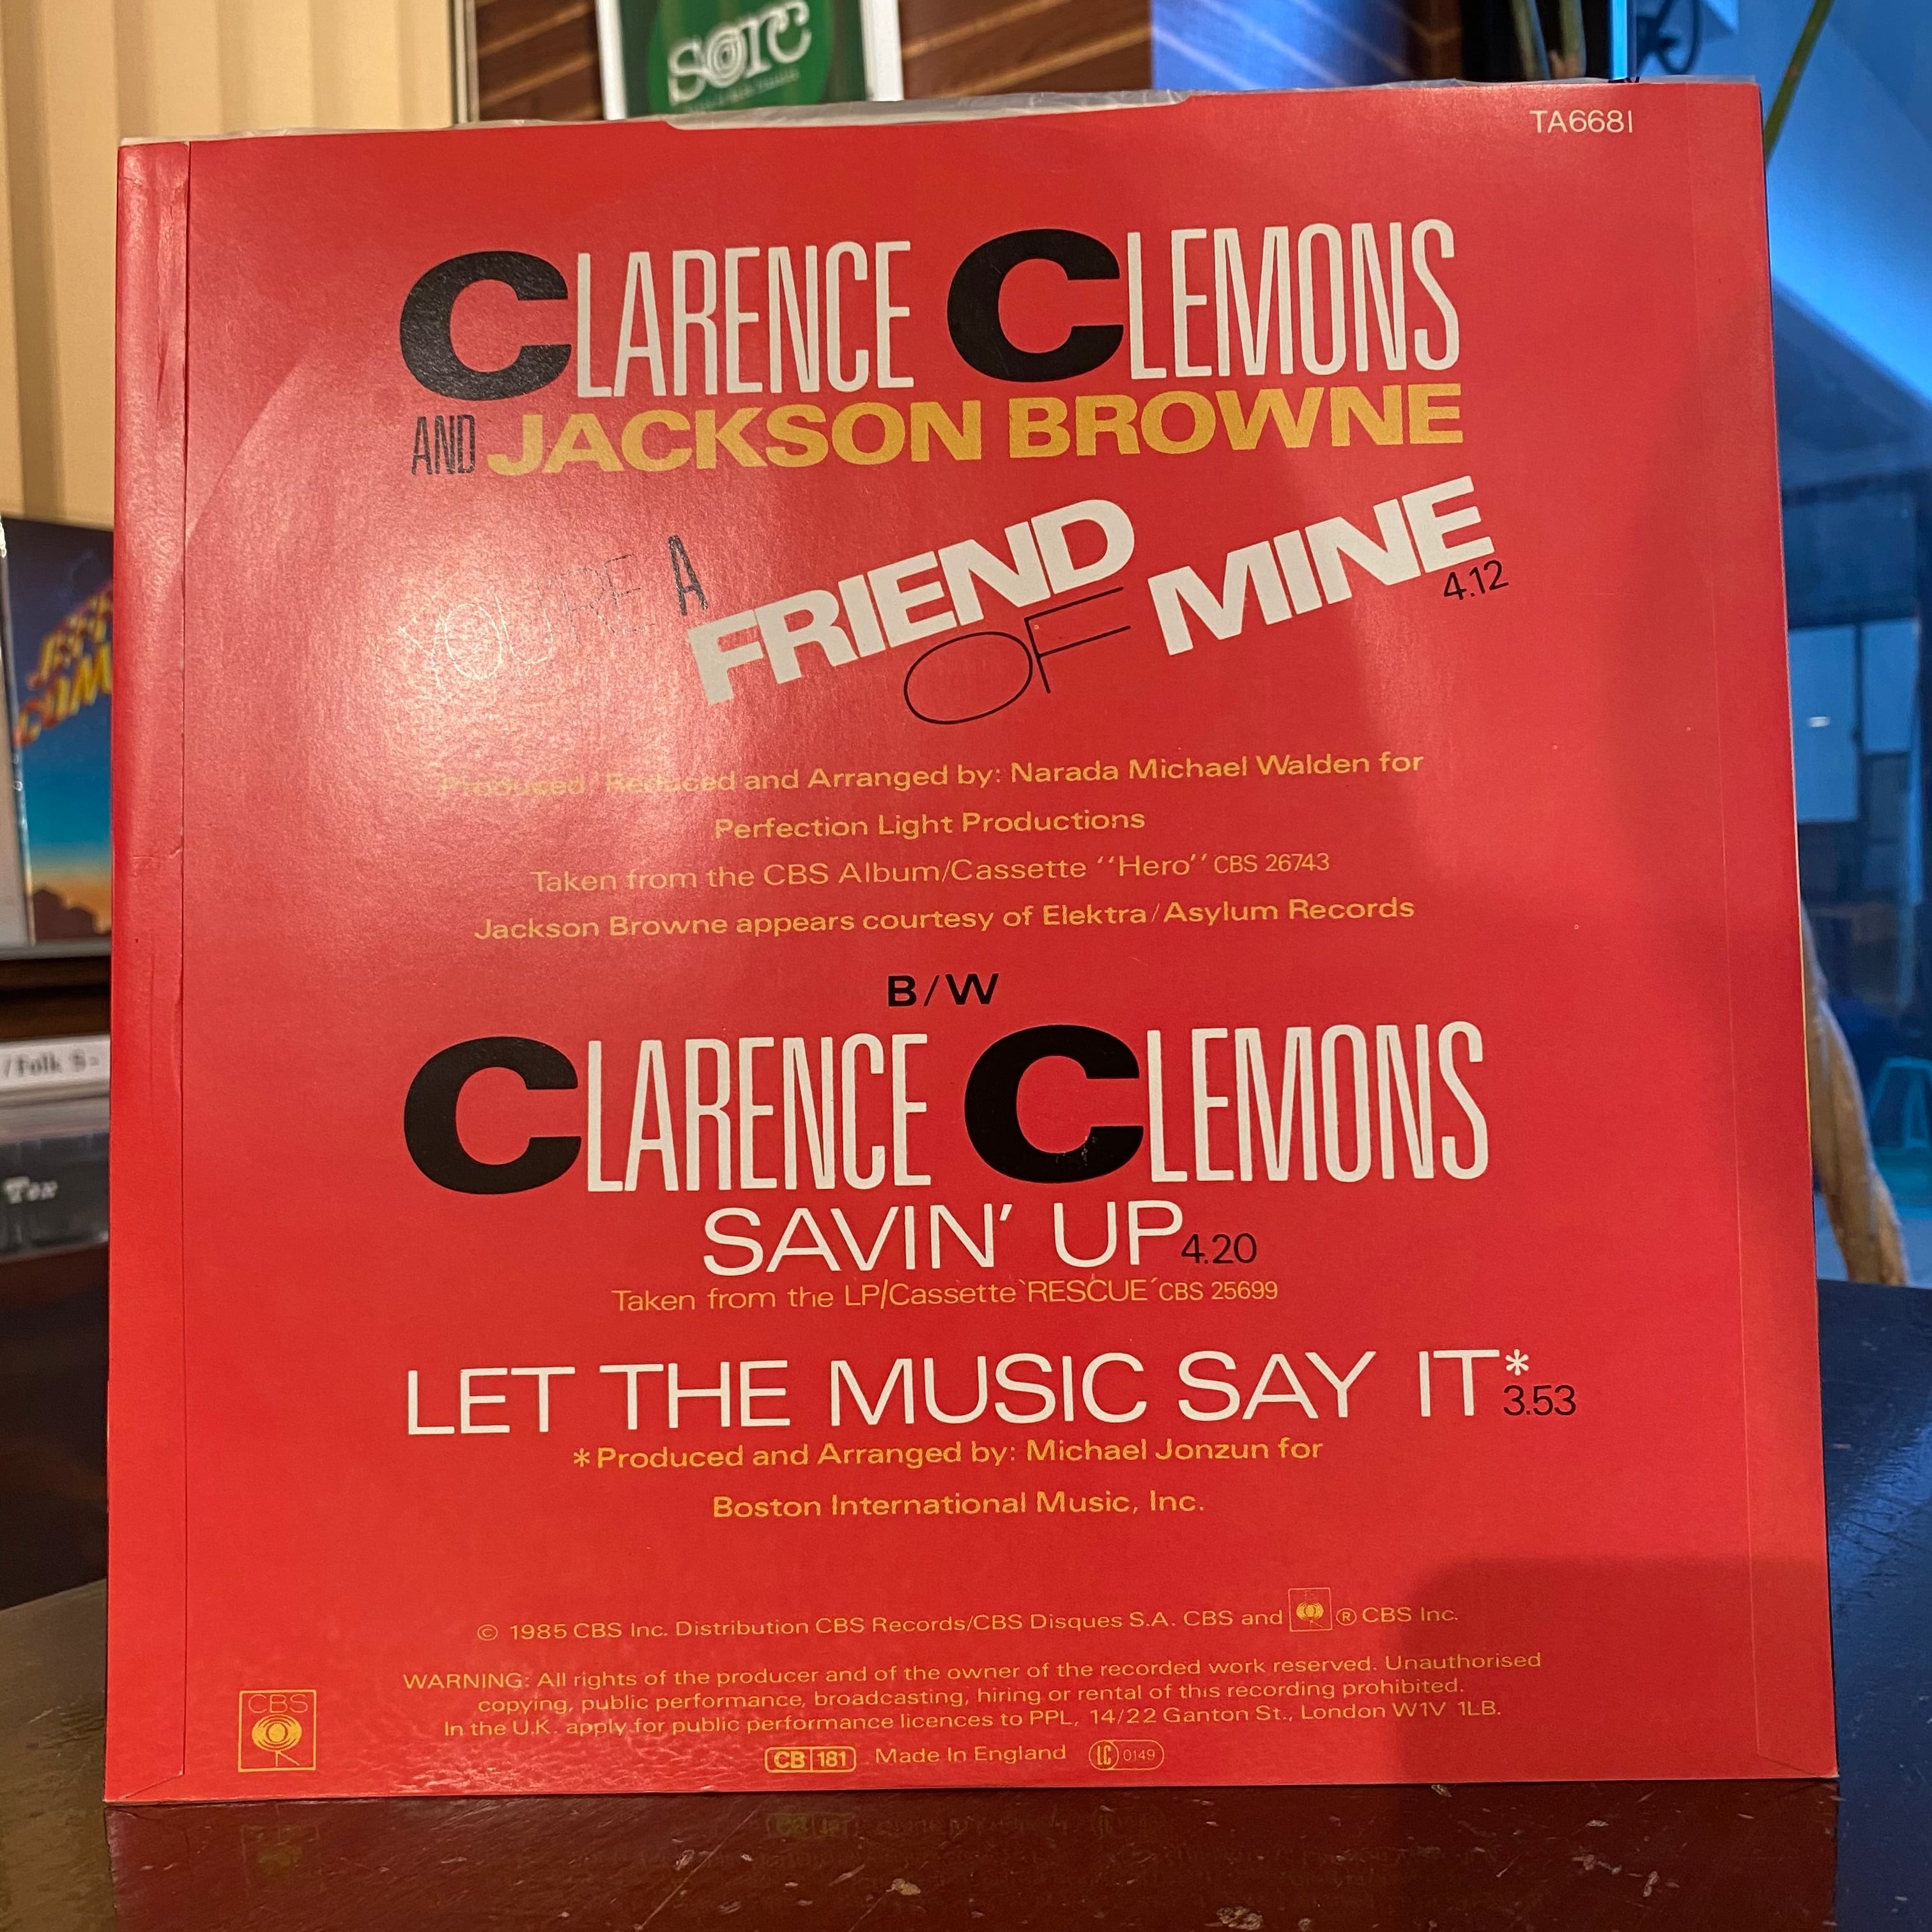 SORC
TA6681
CLARENCE CLEMONS
AND JACKSON BROWNE
YOU'RE A FRIEND OF MINE 4.12
Produced / Reduced and Arranged by: Narada Michael Walden for
Perfection Light Productions
Taken from the CBS Album/Cassette ‘‘Hero’’ CBS 26743
Jackson Browne appears courtesy of Elektra/Asylum Records
B/W
CLARENCE CLEMONS
SAVIN’ UP 4.20
Taken from the LP/Cassette `RESCUE´ CBS 25699
LET THE MUSIC SAY IT* 3.53
*Produced and Arranged by: Michael Jonzun for
Boston International Music, Inc.
© 1985 CBS Inc. Distribution CBS Records/CBS Disques S.A. CBS and ® CBS Inc.
WARNING: All rights of the producer and of the owner of the recorded work reserved. Unauthorised
copying, public performance, broadcasting, hiring or rental of this recording prohibited.
In the U.K. apply for public performance licences to PPL, 14/22 Ganton St., London W1V 1LB.
CBS
CB 181 Made In England LC 0149
/Folk S-
Tex